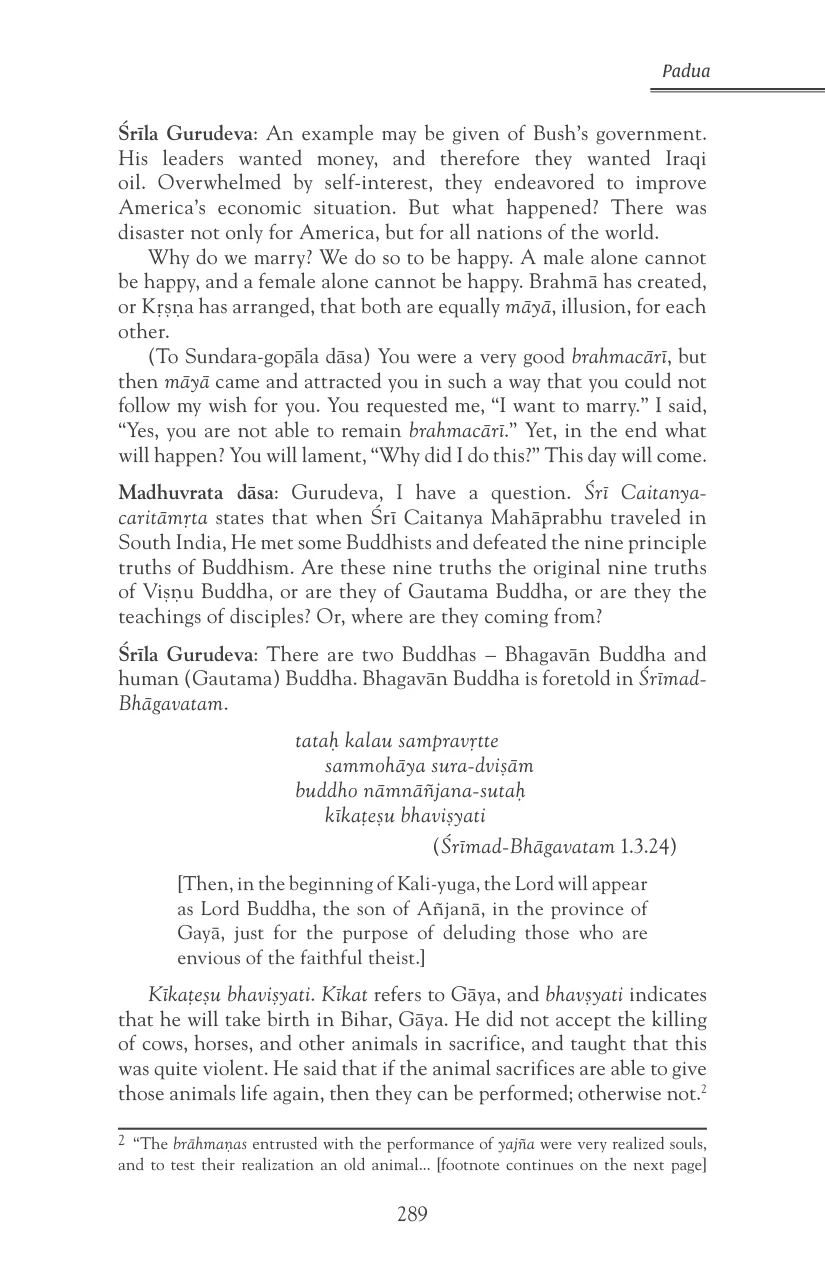 Padua
Śrīla Gurudeva: An example may be given of Bush’s government.
His leaders wanted money, and therefore they wanted Iraqi
oil. Overwhelmed by self-interest, they endeavored to improve
America’s economic situation. But what happened? There was
disaster not only for America, but for all nations of the world.
Why do we marry? We do so to be happy. A male alone cannot
be happy, and a female alone cannot be happy. Brahmā has created,
or Kṛṣṇa has arranged, that both are equally māyā, illusion, for each
other.
(To Sundara-gopāla dāsa) You were a very good brahmacārī, but
then māyā came and attracted you in such a way that you could not
follow my wish for you. You requested me, “I want to marry.” I said,
“Yes, you are not able to remain brahmacārī.” Yet, in the end what
will happen? You will lament, “Why did I do this?” This day will come.
Madhuvrata dāsa: Gurudeva, I have a question. Śrī Caitanya-
caritāmṛta states that when Śrī Caitanya Mahāprabhu traveled in
South India, He met some Buddhists and defeated the nine principle
truths of Buddhism. Are these nine truths the original nine truths
of Viṣṇu Buddha, or are they of Gautama Buddha, or are they the
teachings of disciples? Or, where are they coming from?
Śrīla Gurudeva: There are two Buddhas – Bhagavān Buddha and
human (Gautama) Buddha. Bhagavān Buddha is foretold in Śrīmad-
Bhāgavatam.
tataḥ kalau sampravṛtte
sammohāya sura-dviṣām
buddho nāmnāñjana-sutaḥ
kīkaṭeṣu bhaviṣyati
(Śrīmad-Bhāgavatam 1.3.24)
[Then, in the beginning of Kali-yuga, the Lord will appear
as Lord Buddha, the son of Añjanā, in the province of
Gayā, just for the purpose of deluding those who are
envious of the faithful theist.]
Kīkaṭeṣu bhaviṣyati. Kīkat refers to Gāya, and bhavṣyati indicates
that he will take birth in Bihar, Gāya. He did not accept the killing
of cows, horses, and other animals in sacrifice, and taught that this
was quite violent. He said that if the animal sacrifices are able to give
those animals life again, then they can be performed; otherwise not.2
2 “The brāhmaṇas entrusted with the performance of yajña were very realized souls,
and to test their realization an old animal... [footnote continues on the next page]
289